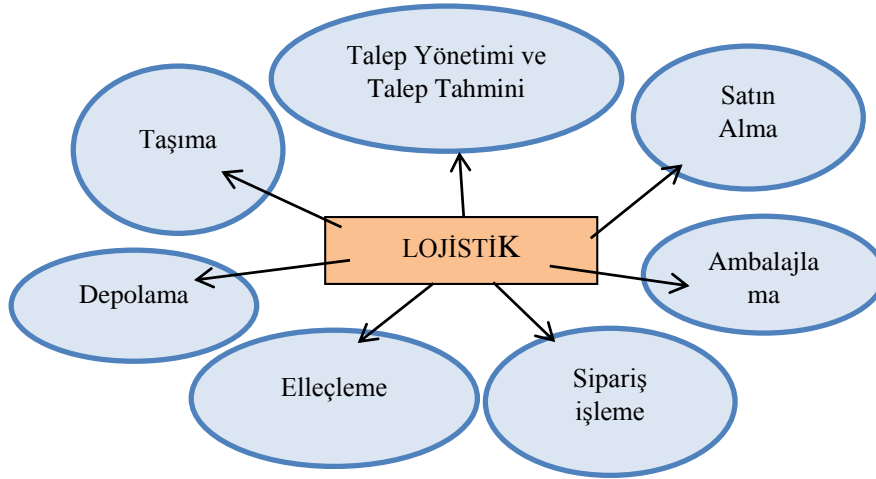 Talep Yönetimi ve
Talep Tahmini
Satın
Alma
Taşıma
LOJİSTİK
Ambalajla
ma
Depolama
Elleçleme
Sipariş
işleme